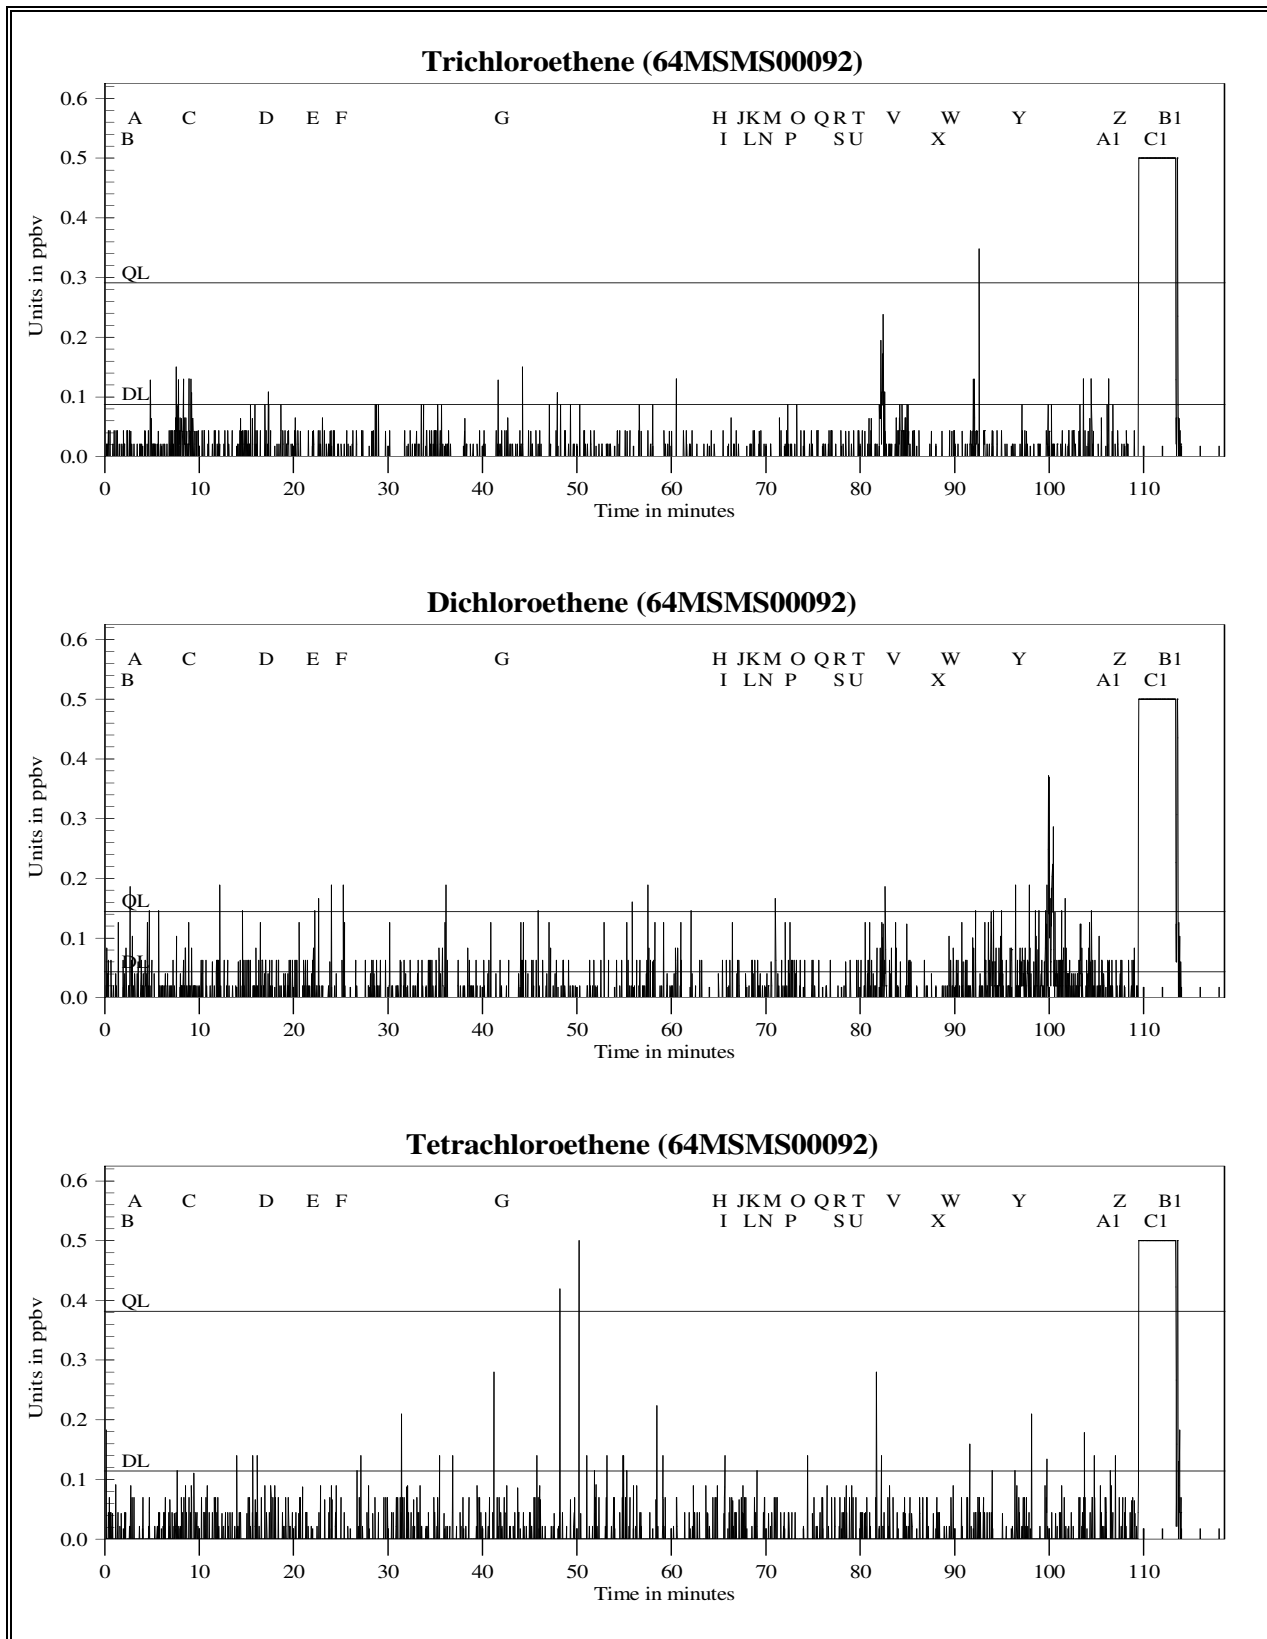 Trichloroethene (64MSMS00092)
0.6
A C D E F G H JKM O Q R T V W Y Z B1
B I LN P S U X A1 C1
0.5
0.4
0.3
QL
0.2
0.1
DL
0.0
Units in ppbv
0 10 20 30 40 50 60 70 80 90 100 110
Time in minutes
Dichloroethene (64MSMS00092)
0.6
A C D E F G H JKM O Q R T V W Y Z B1
B I LN P S U X A1 C1
0.5
0.4
0.3
0.2
QL
0.1
DL
0.0
Units in ppbv
0 10 20 30 40 50 60 70 80 90 100 110
Time in minutes
Tetrachloroethene (64MSMS00092)
0.6
A C D E F G H JKM O Q R T V W Y Z B1
B I LN P S U X A1 C1
0.5
0.4
QL
0.3
0.2
DL
0.1
0.0
Units in ppbv
0 10 20 30 40 50 60 70 80 90 100 110
Time in minutes